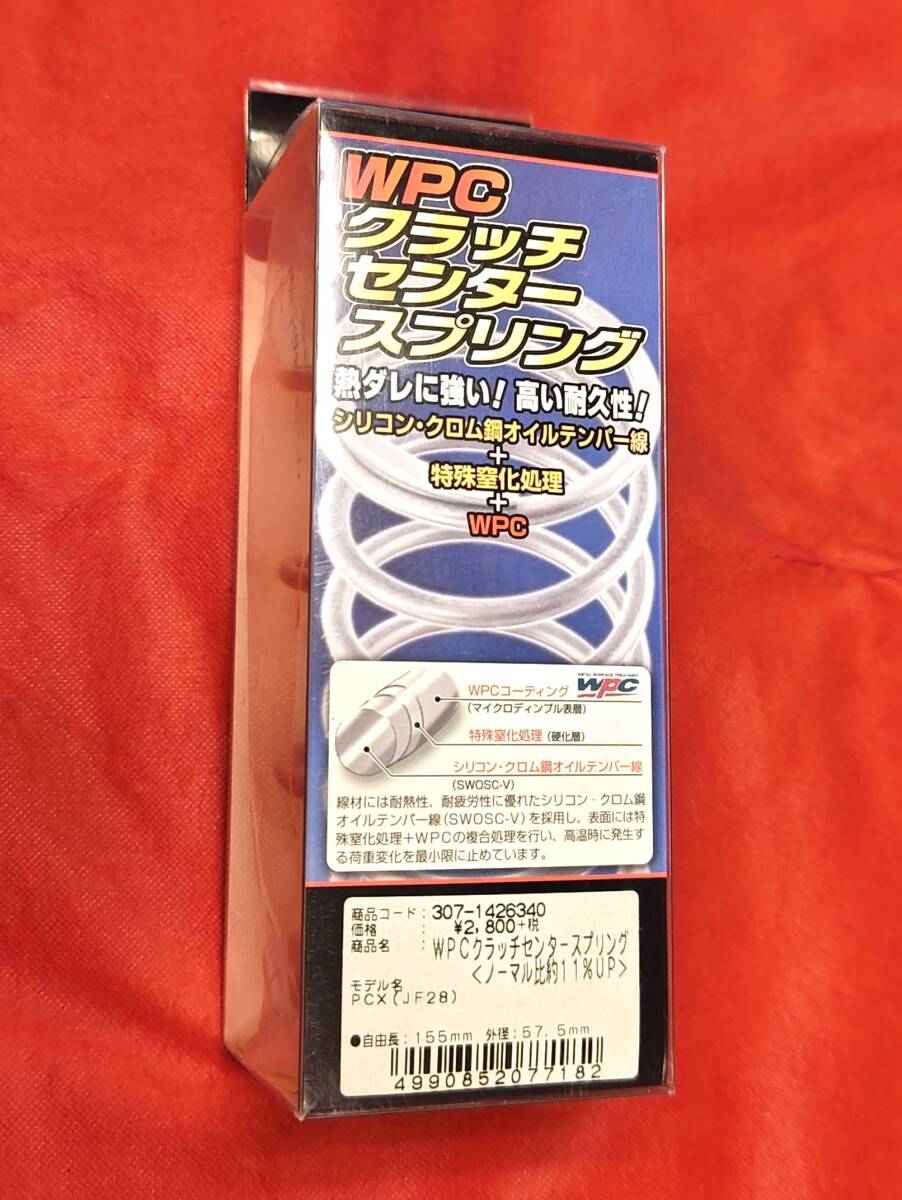 WPC
クラッチ
センター
スプリング
熱ダレに強い!高い耐久性!
シリコン・クロム鋼オイルテンパー線
+
特殊窒化処理
+
WPC
METAL SURFACE TREATMENT
WPC
WPCコーティング
(マイクロディンプル表層)
特殊窒化処理(硬化層)
シリコン・クロム鋼オイルテンパー線
(SWOSC-V)
線材には耐熱性、耐疲労性に優れたシリコン・クロム鋼
オイルテンパー線(SWOSC-V)を採用し、表面には特
殊窒化処理+WPCの複合処理を行い、高温時に発生す
る荷重変化を最小限に止めています。
商品コード:307-1426340
価格 : ¥2,800+税
商品名 :WPCクラッチセンタースプリング
<ノーマル比約11%UP>
モデル名
PCX(JF28)
●自由長:155mm 外径:57.5mm
4990852077182